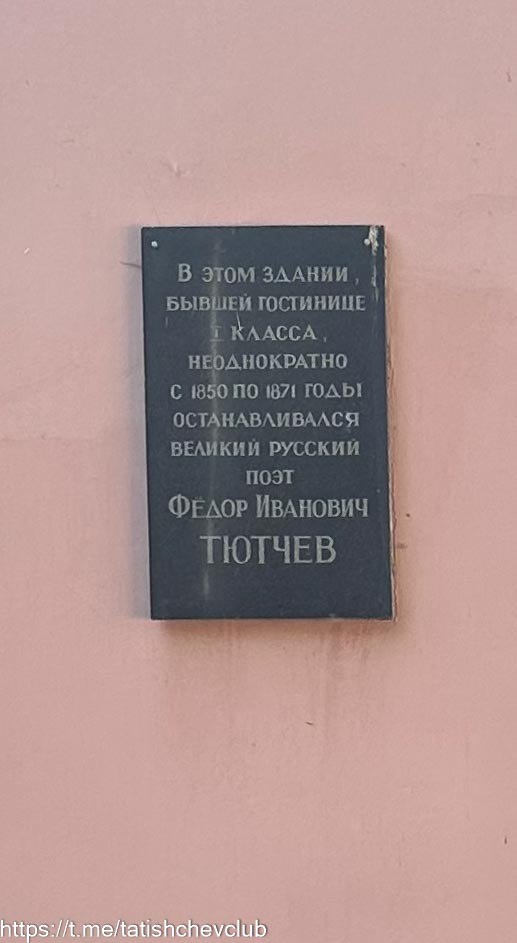 В этом здании,
бывшей гостинице
I класса,
неоднократно
с 1850 по 1871 годы
останавливался
великий русский
поэт
Фёдор Иванович
ТЮТЧЕВ
https://t.me/tatishchevclub